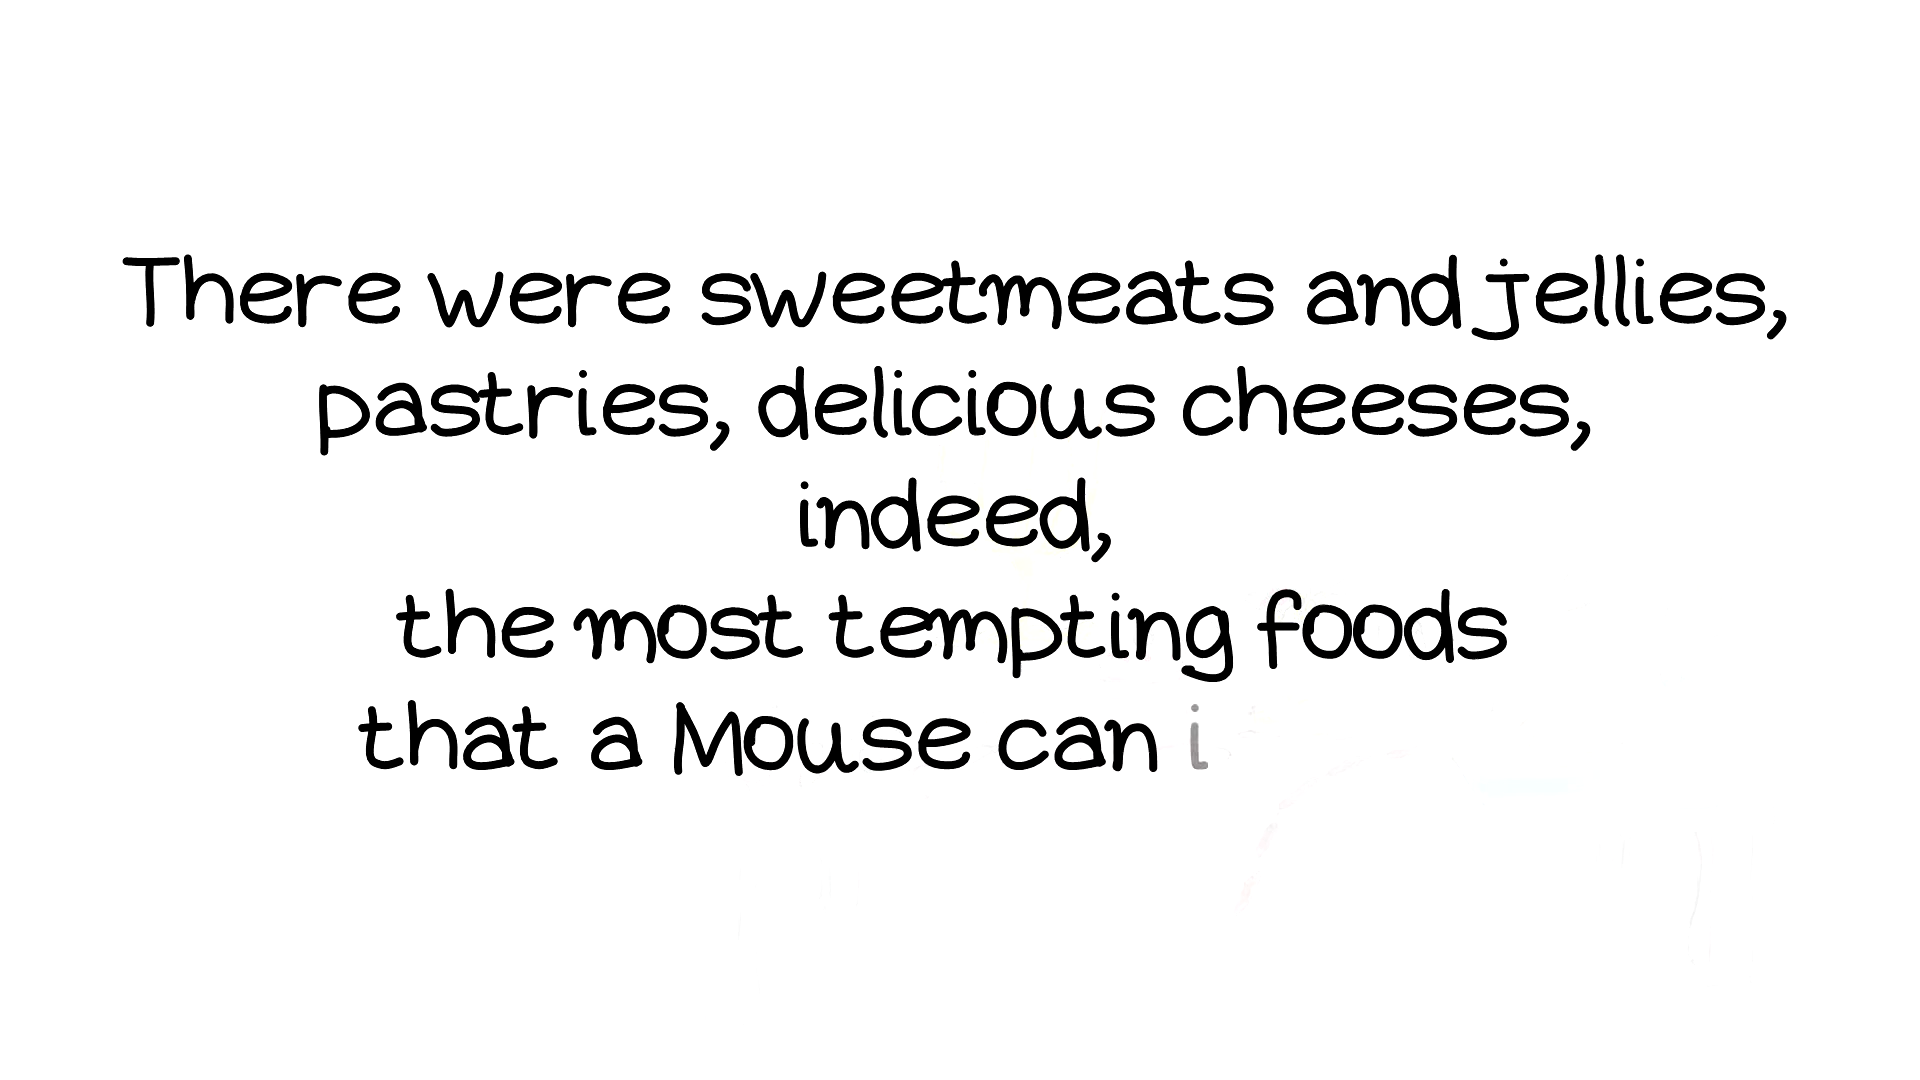 There were sweetmeats and jellies,
pastries, delicious cheeses,
indeed,
the most tempting foods
that a Mouse can i